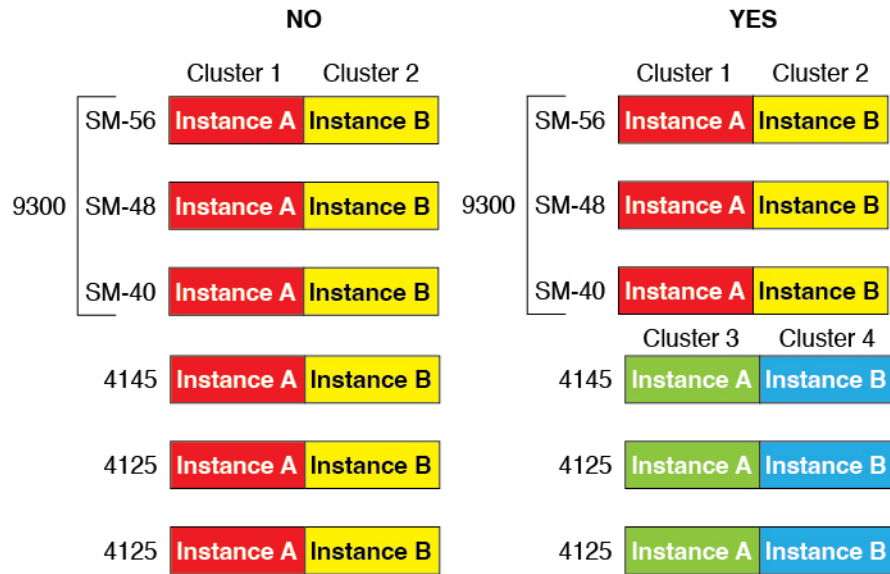 NO YES
Cluster 1 Cluster 2 Cluster 1 Cluster 2
SM-56 Instance A Instance B SM-56 Instance A Instance B
9300 SM-48 Instance A Instance B 9300 SM-48 Instance A Instance B
SM-40 Instance A Instance B SM-40 Instance A Instance B
Cluster 3 Cluster 4
4145 Instance A Instance B 4145 Instance A Instance B
4125 Instance A Instance B 4125 Instance A Instance B
4125 Instance A Instance B 4125 Instance A Instance B